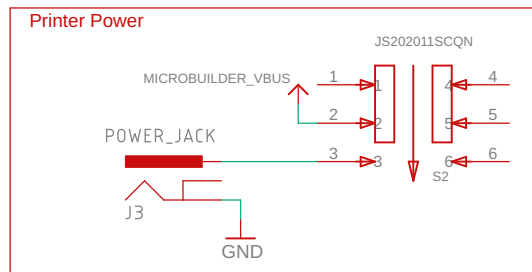 Printer Power
JS202011SCQN
MICROBUILDER_VBUS
1
1
4
4
2
2
5
5
POWER_JACK
3
3
6
6
S2
J3
GND